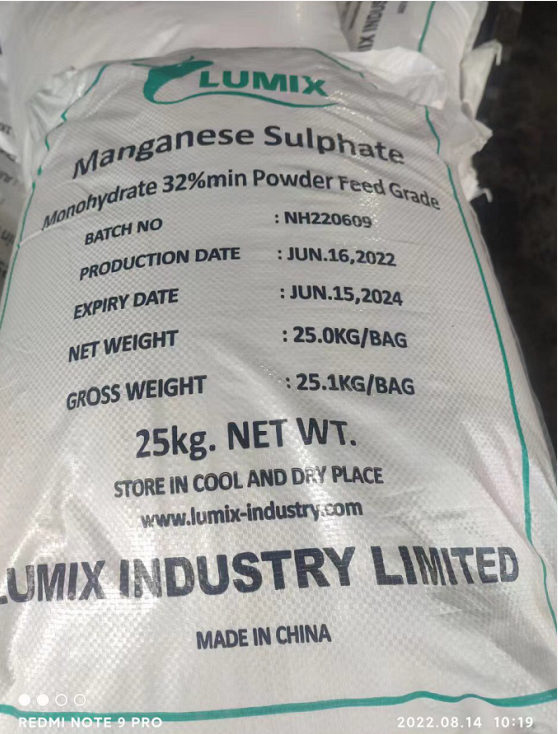 LUMIX
Manganese Sulphate
Monohydrate 32%min Powder Feed Grade
BATCH NO : NH220609
PRODUCTION DATE : JUN.16,2022
EXPIRY DATE : JUN.15,2024
NET WEIGHT : 25.0KG/BAG
GROSS WEIGHT : 25.1KG/BAG
25kg. NET WT.
STORE IN COOL AND DRY PLACE
www.lumix-industry.com
LUMIX INDUSTRY LIMITED
MADE IN CHINA
REDMI NOTE 9 PRO
2022.08.14 10:19